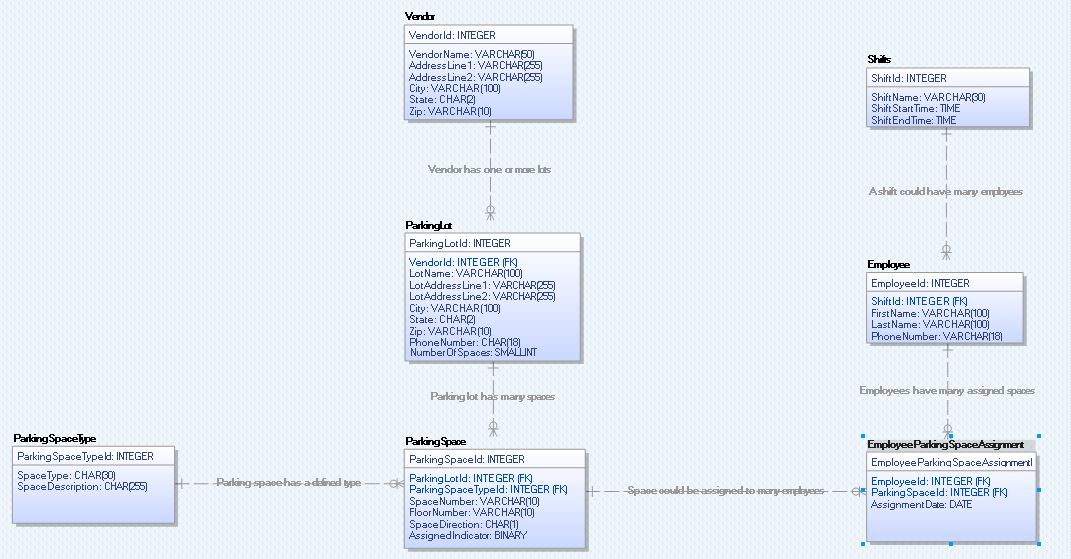 Vendor
VendorId: INTEGER
VendorName: VARCHAR(50)
AddressLine1: VARCHAR(255)
AddressLine2: VARCHAR(255)
City: VARCHAR(100)
State: CHAR(2)
Zip: VARCHAR(10)
Vendor has one or more lots
ParkingLot
ParkingLotId: INTEGER
VendorId: INTEGER (FK)
LotName: VARCHAR(100)
LotAddressLine1: VARCHAR(255)
LotAddressLine2: VARCHAR(255)
City: VARCHAR(100)
State: CHAR(2)
Zip: VARCHAR(10)
PhoneNumber: CHAR(18)
NumberOfSpaces: SMALLINT
Parking lot has many spaces
ParkingSpaceType
ParkingSpaceTypeId: INTEGER
SpaceType: CHAR(30)
SpaceDescription: CHAR(255)
Parking space has a defined type
ParkingSpace
ParkingSpaceId: INTEGER
ParkingLotId: INTEGER (FK)
ParkingSpaceTypeId: INTEGER (FK)
SpaceNumber: VARCHAR(10)
FloorNumber: VARCHAR(10)
SpaceDirection: CHAR(1)
AssignedIndicator: BINARY
Space could be assigned to many employees
Shifts
ShiftId: INTEGER
ShiftName: VARCHAR(30)
ShiftStartTime: TIME
ShiftEndTime: TIME
A shift could have many employees
Employee
EmployeeId: INTEGER
ShiftId: INTEGER (FK)
FirstName: VARCHAR(100)
LastName: VARCHAR(100)
PhoneNumber: VARCHAR(18)
Employees have many assigned spaces
EmployeeParkingSpaceAssignment
EmployeeParkingSpaceAssignmentI
EmployeeId: INTEGER (FK)
ParkingSpaceId: INTEGER (FK)
AssignmentDate: DATE